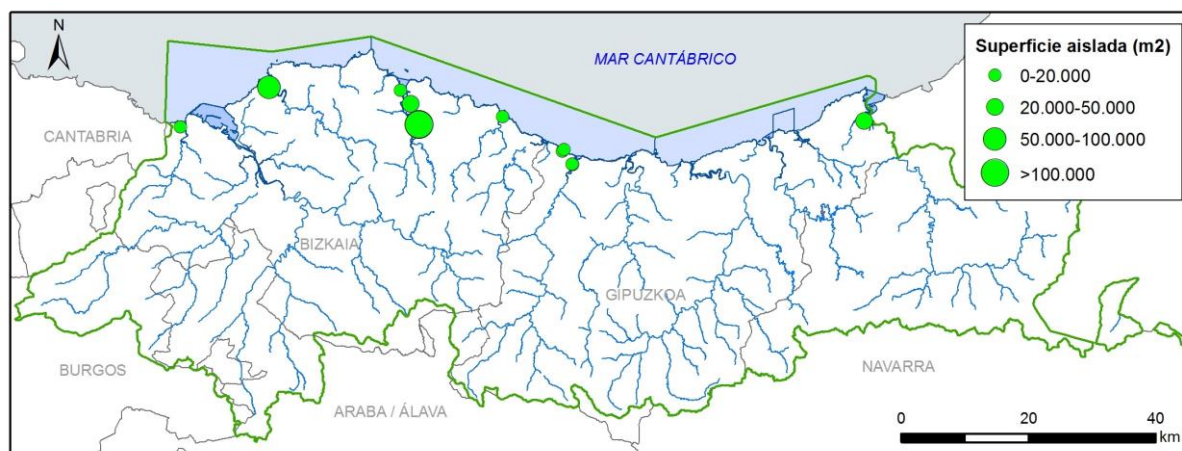 N
MAR CANTÁBRICO
Superficie aislada (m2)
0-20.000
20.000-50.000
50.000-100.000
>100.000
CANTABRIA
BIZKAIA
GIPUZKOA
BURGOS
ARABA / ÁLAVA
NAVARRA
0 20 40
km